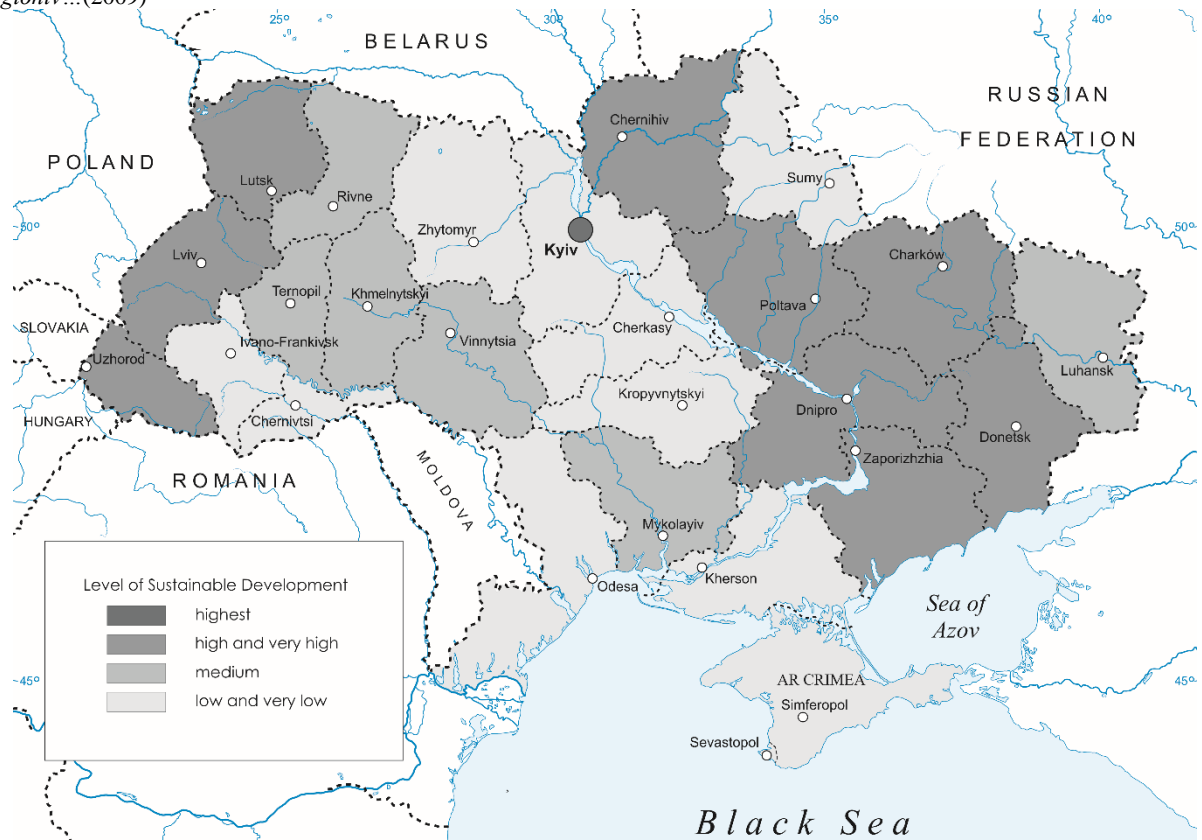 (2009)
25° 30° 35° 40°
BELARUS
RUSSIAN
FEDERATION
POLAND
Chernihiv
Sumy
Lutsk
Rivne
50° 50°
Zhytomyr
Kyiv
Lviv
Charków
Ternopil
Khmelnytskyi
Poltava
SLOVAKIA
Cherkasy
Ivano-Frankivsk
Vinnytsia
Uzhorod
Luhansk
Kropyvnytskyi
Dnipro
HUNGARY
Chernivtsi
Donetsk
Zaporizhzhia
ROMANIA
MOLDOVA
Mykolayiv
Odesa
Kherson
Level of Sustainable Development
highest
high and very high
medium
low and very low
Sea of
Azov
45° 45°
AR CRIMEA
Simferopol
Sevastopol
Black Sea